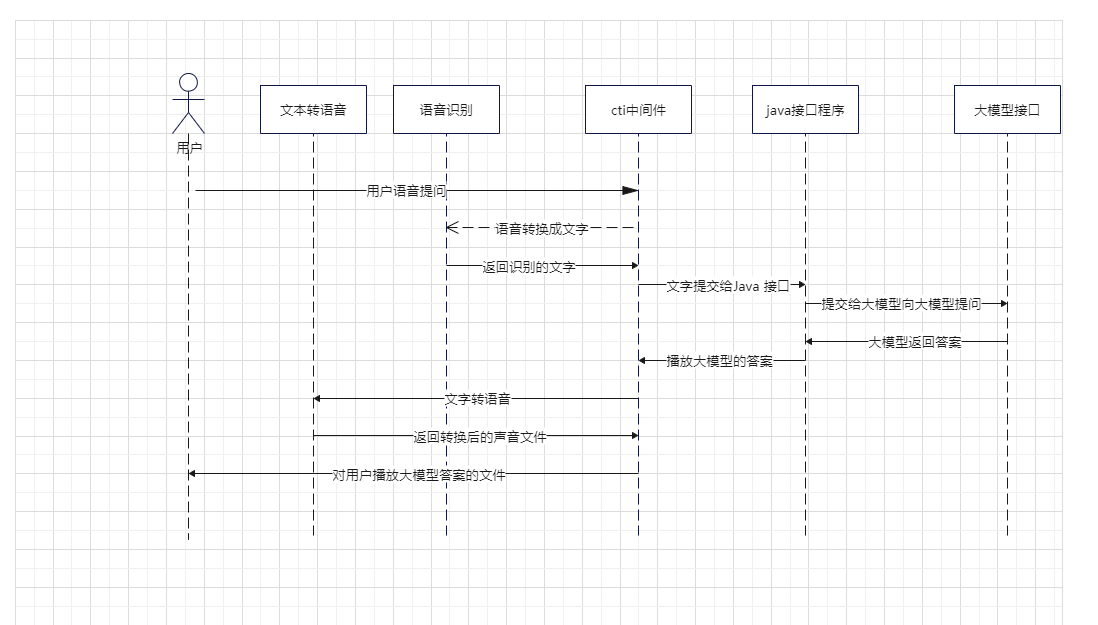 文本转语音
语音识别
cti中间件
java接口程序
大模型接口
用户
用户语音提问
语音转换成文字
返回识别的文字
文字提交给Java 接口
提交给大模型向大模型提问
大模型返回答案
播放大模型的答案
文字转语音
返回转换后的声音文件
对用户播放大模型答案的文件